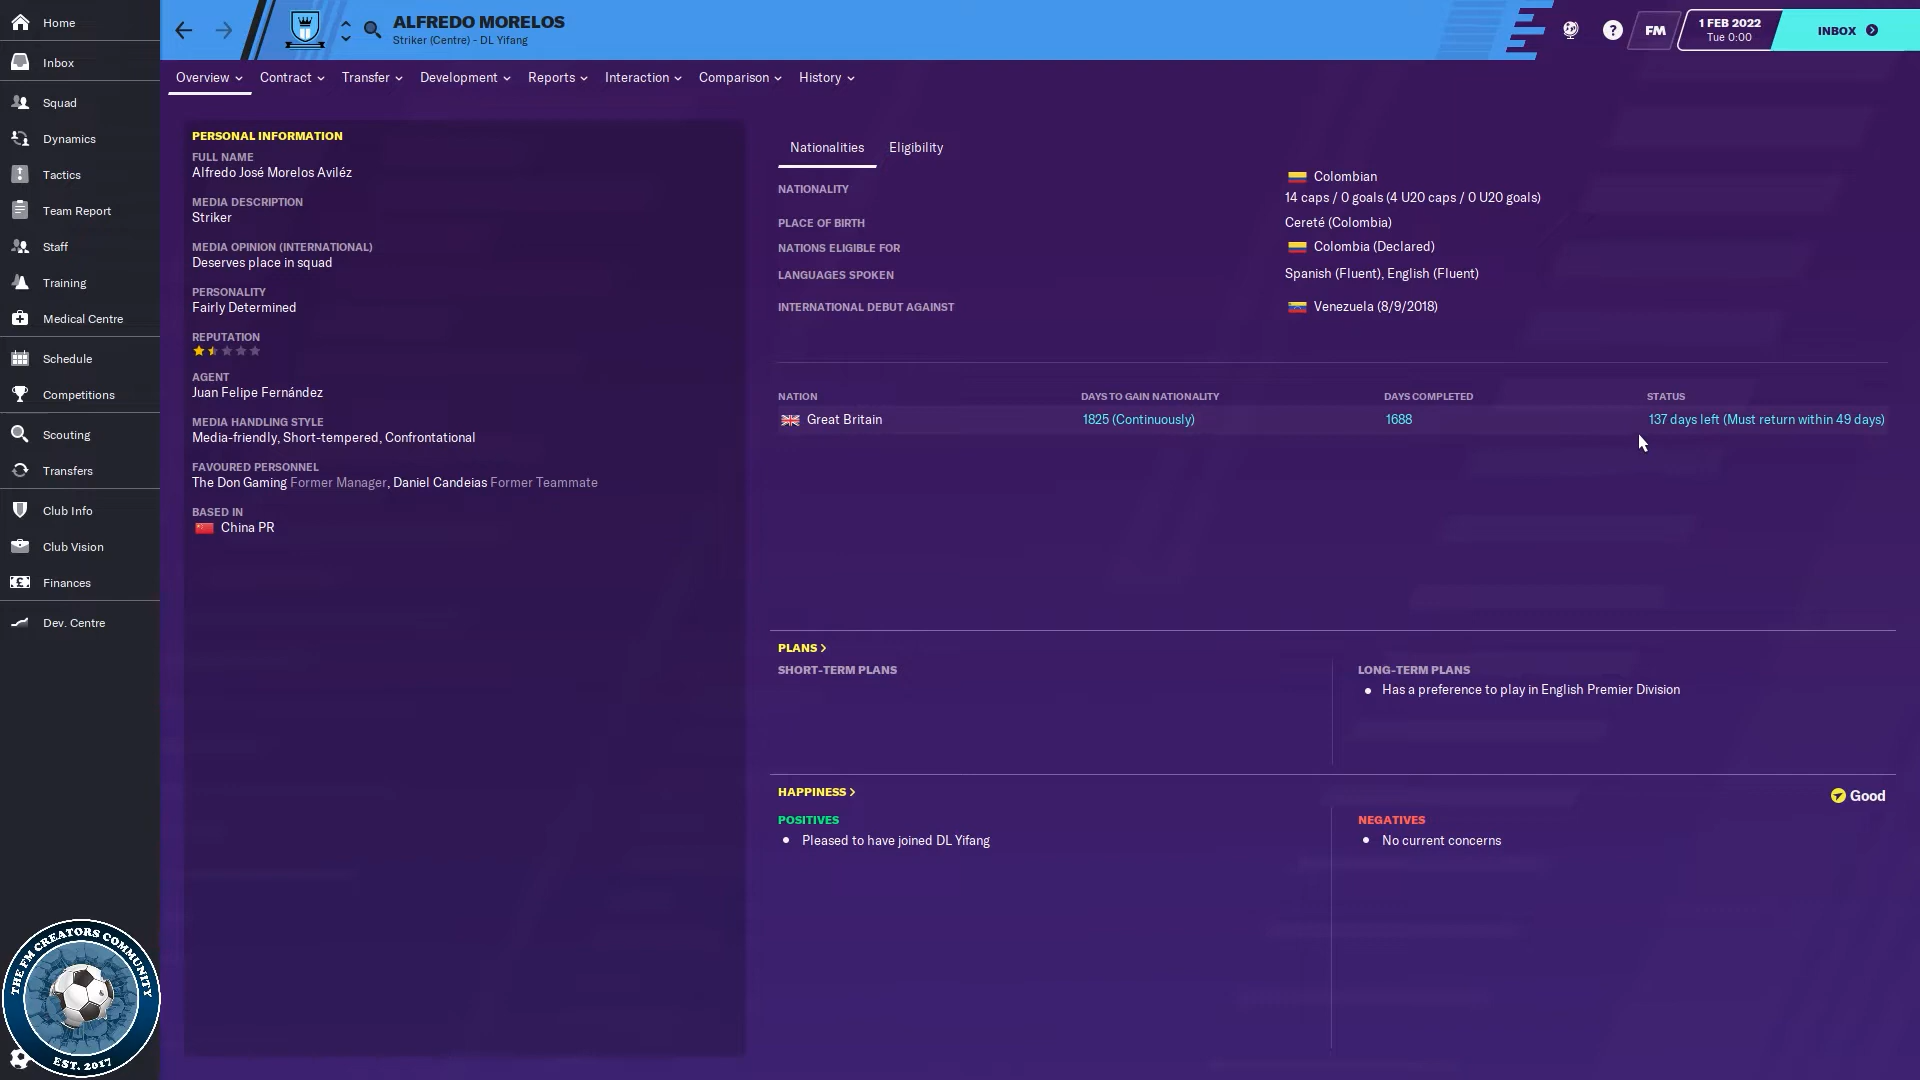 Home
Inbox
Squad
Dynamics
Tactics
Team Report
Staff
Training
Medical Centre
Schedule
Competitions
Scouting
Transfers
Club Info
Club Vision
Finances
Dev. Centre
THE FM CREATORS COMMUNITY
EST. 2017
ALFREDO MORELOS
Striker (Centre) - DL Yifang
?
FM
1 FEB 2022
Tue 0:00
INBOX
Overview Contract Transfer Development Reports Interaction Comparison History
PERSONAL INFORMATION
FULL NAME
Alfredo José Morelos Aviléz
MEDIA DESCRIPTION
Striker
MEDIA OPINION (INTERNATIONAL)
Deserves place in squad
PERSONALITY
Fairly Determined
REPUTATION
AGENT
Juan Felipe Fernández
MEDIA HANDLING STYLE
Media-friendly, Short-tempered, Confrontational
FAVOURED PERSONNEL
The Don Gaming Former Manager, Daniel Candeias Former Teammate
BASED IN
China PR
Nationalities Eligibility
NATIONALITY Colombian
14 caps / 0 goals (4 U20 caps / 0 U20 goals)
PLACE OF BIRTH Cereté (Colombia)
NATIONS ELIGIBLE FOR Colombia (Declared)
LANGUAGES SPOKEN Spanish (Fluent), English (Fluent)
INTERNATIONAL DEBUT AGAINST Venezuela (8/9/2018)
NATION DAYS TO GAIN NATIONALITY DAYS COMPLETED STATUS
Great Britain 1825 (Continuously) 1688 137 days left (Must return within 49 days)
PLANS
SHORT-TERM PLANS
LONG-TERM PLANS
Has a preference to play in English Premier Division
HAPPINESS
Good
POSITIVES
Pleased to have joined DL Yifang
NEGATIVES
No current concerns